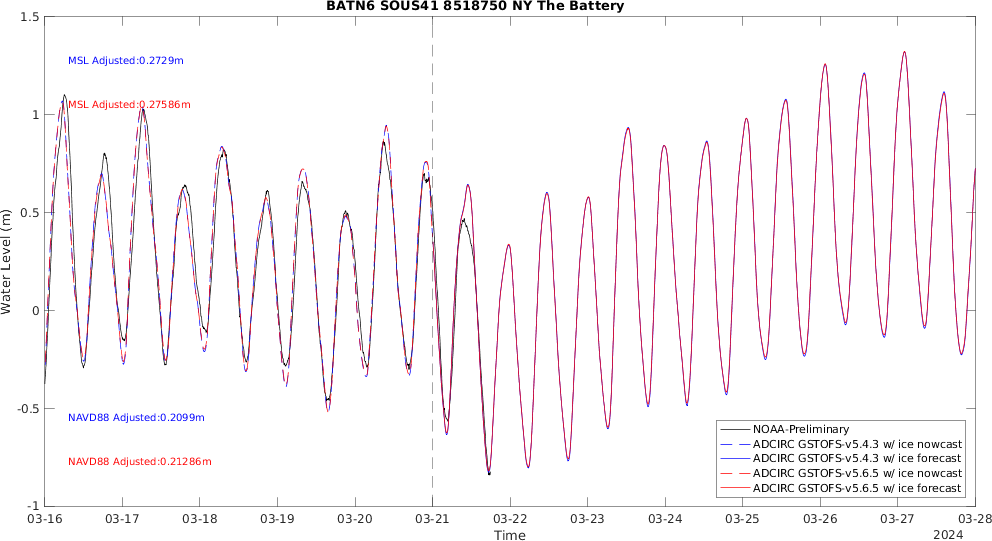 BATN6 SOUS41 8518750 NY The Battery
1.5
1
0.5
0
-0.5
-1
Water Level (m)
MSL Adjusted:0.2729m
MSL Adjusted:0.27586m
NAVD88 Adjusted:0.2099m
NAVD88 Adjusted:0.21286m
NOAA-Preliminary
ADCIRC GSTOFS-v5.4.3 w/ ice nowcast
ADCIRC GSTOFS-v5.4.3 w/ ice forecast
ADCIRC GSTOFS-v5.6.5 w/ ice nowcast
ADCIRC GSTOFS-v5.6.5 w/ ice forecast
03-16 03-17 03-18 03-19 03-20 03-21 03-22 03-23 03-24 03-25 03-26 03-27 03-28
Time
2024